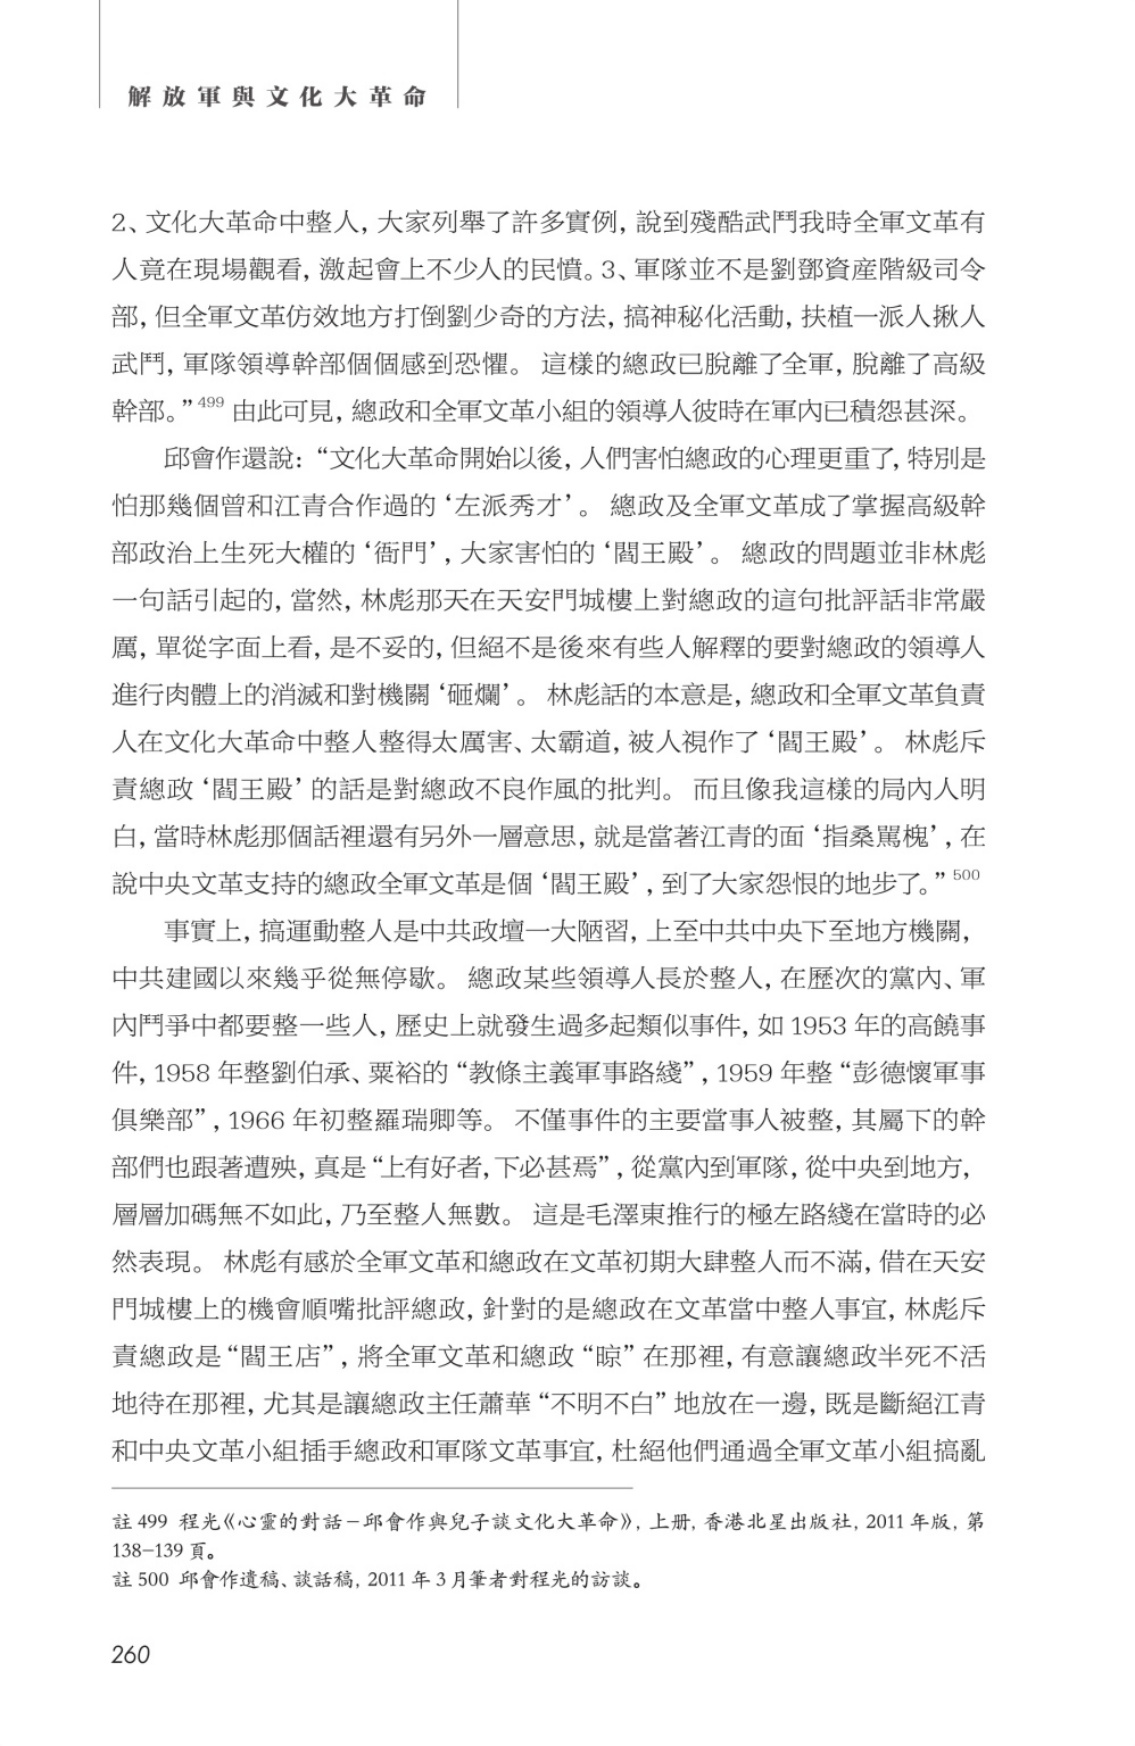 解放軍與文化大革命
2、文化大革命中整人，大家列舉了許多實例，說到殘酷武鬥我時全軍文革有
人竟在現場觀看，激起會上不少人的民憤。3、軍隊並不是劉鄧資産階級司令
部，但全軍文革仿效地方打倒劉少奇的方法，搞神秘化活動，扶植一派人揪人
武鬥，軍隊領導幹部個個感到恐懼。 這樣的總政已脫離了全軍，脫離了高級
幹部。”499 由此可見，總政和全軍文革小組的領導人彼時在軍內已積怨甚深。
邱會作還說：“文化大革命開始以後，人們害怕總政的心理更重了，特別是
怕那幾個曾和江青合作過的‘左派秀才’。 總政及全軍文革成了掌握高級幹
部政治上生死大權的‘衙門’，大家害怕的‘閻王殿’。 總政的問題並非林彪
一句話引起的，當然，林彪那天在天安門城樓上對總政的這句批評話非常嚴
厲，單從字面上看，是不妥的，但絕不是後來有些人解釋的要對總政的領導人
進行肉體上的消滅和對機關‘砸爛’。 林彪話的本意是，總政和全軍文革負責
人在文化大革命中整人整得太厲害、太霸道，被人視作了‘閻王殿’。 林彪斥
責總政‘閻王殿’的話是對總政不良作風的批判。 而且像我這樣的局內人明
白，當時林彪那個話裡還有另外一層意思，就是當著江青的面‘指桑罵槐’，在
說中央文革支持的總政全軍文革是個‘閻王殿’，到了大家怨恨的地步了。”500
事實上，搞運動整人是中共政壇一大陋習，上至中共中央下至地方機關，
中共建國以來幾乎從無停歇。 總政某些領導人長於整人，在歷次的黨內、軍
內鬥爭中都要整一些人，歷史上就發生過多起類似事件，如 1953 年的高饒事
件，1958 年整劉伯承、粟裕的“教條主義軍事路綫”，1959 年整“彭德懷軍事
俱樂部”，1966 年初整羅瑞卿等。 不僅事件的主要當事人被整，其屬下的幹
部們也跟著遭殃，真是“上有好者，下必甚焉”，從黨內到軍隊，從中央到地方，
層層加碼無不如此，乃至整人無數。 這是毛澤東推行的極左路綫在當時的必
然表現。 林彪有感於全軍文革和總政在文革初期大肆整人而不滿，借在天安
門城樓上的機會順嘴批評總政，針對的是總政在文革當中整人事宜，林彪斥
責總政是“閻王店”，將全軍文革和總政“晾”在那裡，有意讓總政半死不活
地待在那裡，尤其是讓總政主任蕭華“不明不白”地放在一邊，既是斷絕江青
和中央文革小組插手總政和軍隊文革事宜，杜絕他們通過全軍文革小組搞亂
註 499 程光《心靈的對話－邱會作與兒子談文化大革命》，上册，香港北星出版社，2011 年版，第
138–139 頁。
註 500 邱會作遺稿、談話稿，2011 年 3 月筆者對程光的訪談。
260